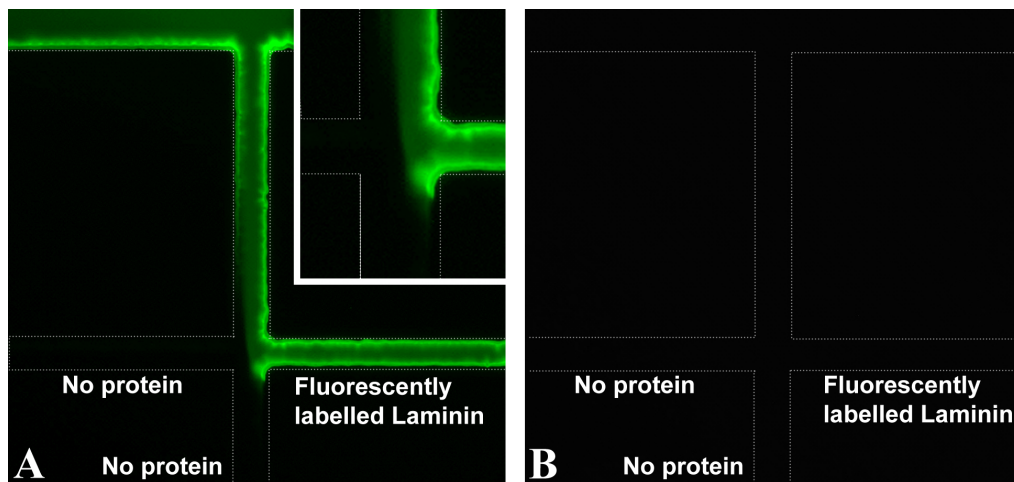 No protein
Fluorescently
labelled Laminin
A
No protein
No protein
Fluorescently
labelled Laminin
B
No protein